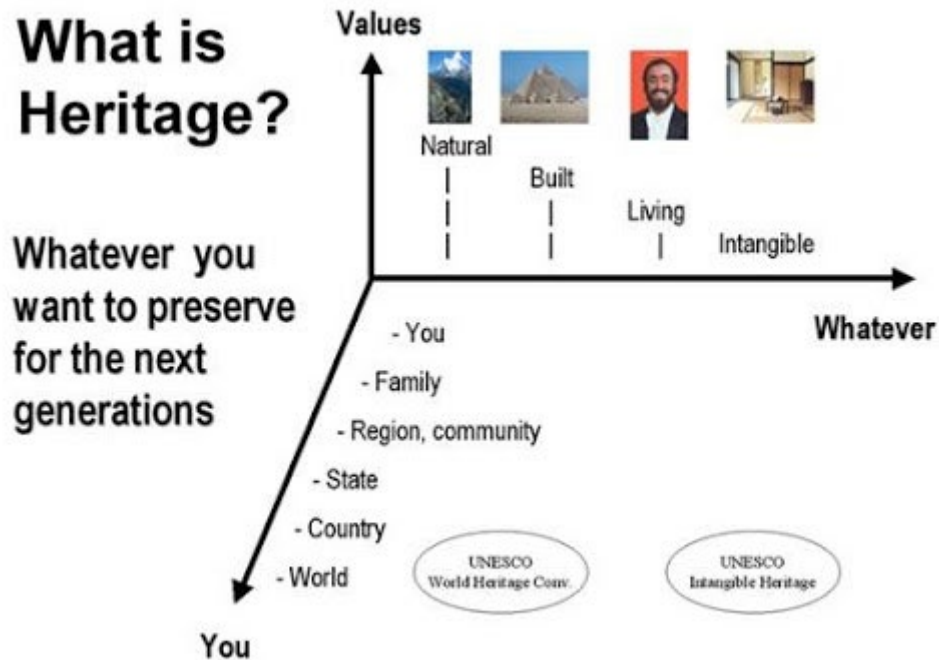 What is
Heritage?
Whatever you
want to preserve
for the next
generations
Values
Natural
Built
Living
Intangible
Whatever
- You
- Family
- Region, community
- State
- Country
- World
You
UNESCO
World Heritage Conv.
UNESCO
Intangible Heritage